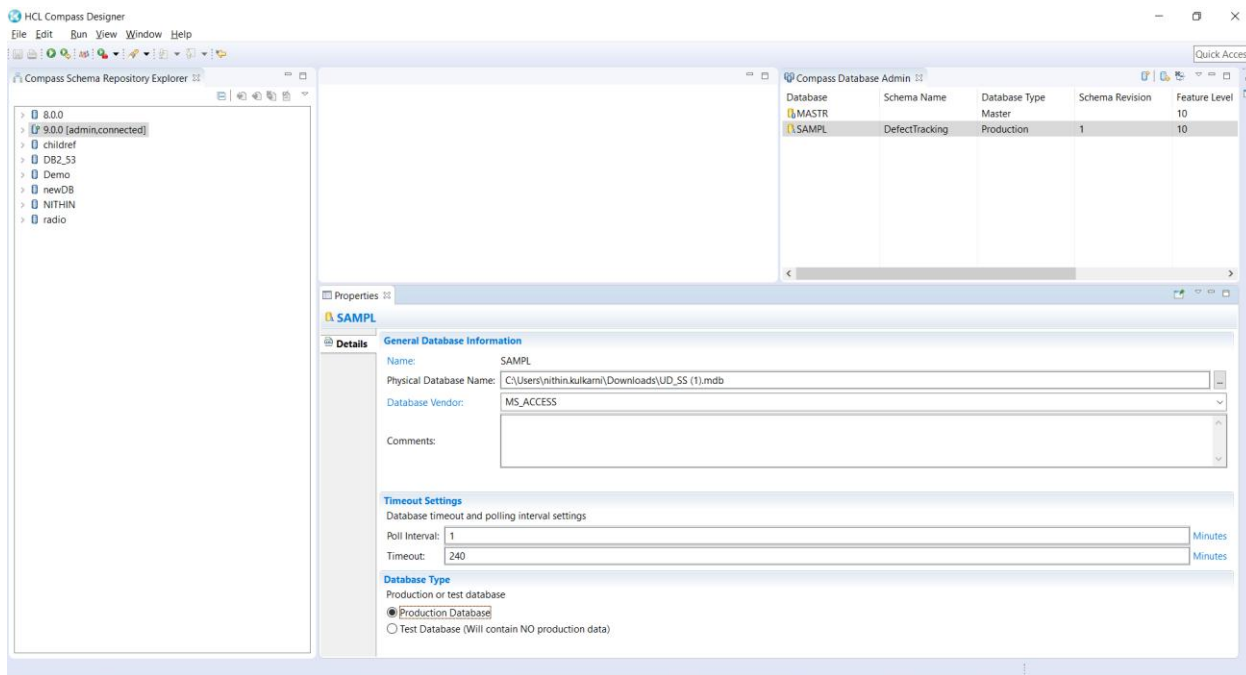 HCL Compass Designer
File Edit Run View Window Help
Quick Acces
Compass Schema Repository Explorer
8.0.0
9.0.0 [admin,connected]
childref
DB2_53
Demo
newDB
NITHIN
radio
Compass Database Admin
Database Schema Name Database Type Schema Revision Feature Level
MASTR Master 10
SAMPL DefectTracking Production 1 10
Properties
SAMPL
Details
General Database Information
Name: SAMPL
Physical Database Name: C:\Users\nithin.kulkarni\Downloads\UD_SS (1).mdb
...
Database Vendor: MS_ACCESS
Comments:
Timeout Settings
Database timeout and polling interval settings
Poll Interval: 1 Minutes
Timeout: 240 Minutes
Database Type
Production or test database
Production Database
Test Database (Will contain NO production data)